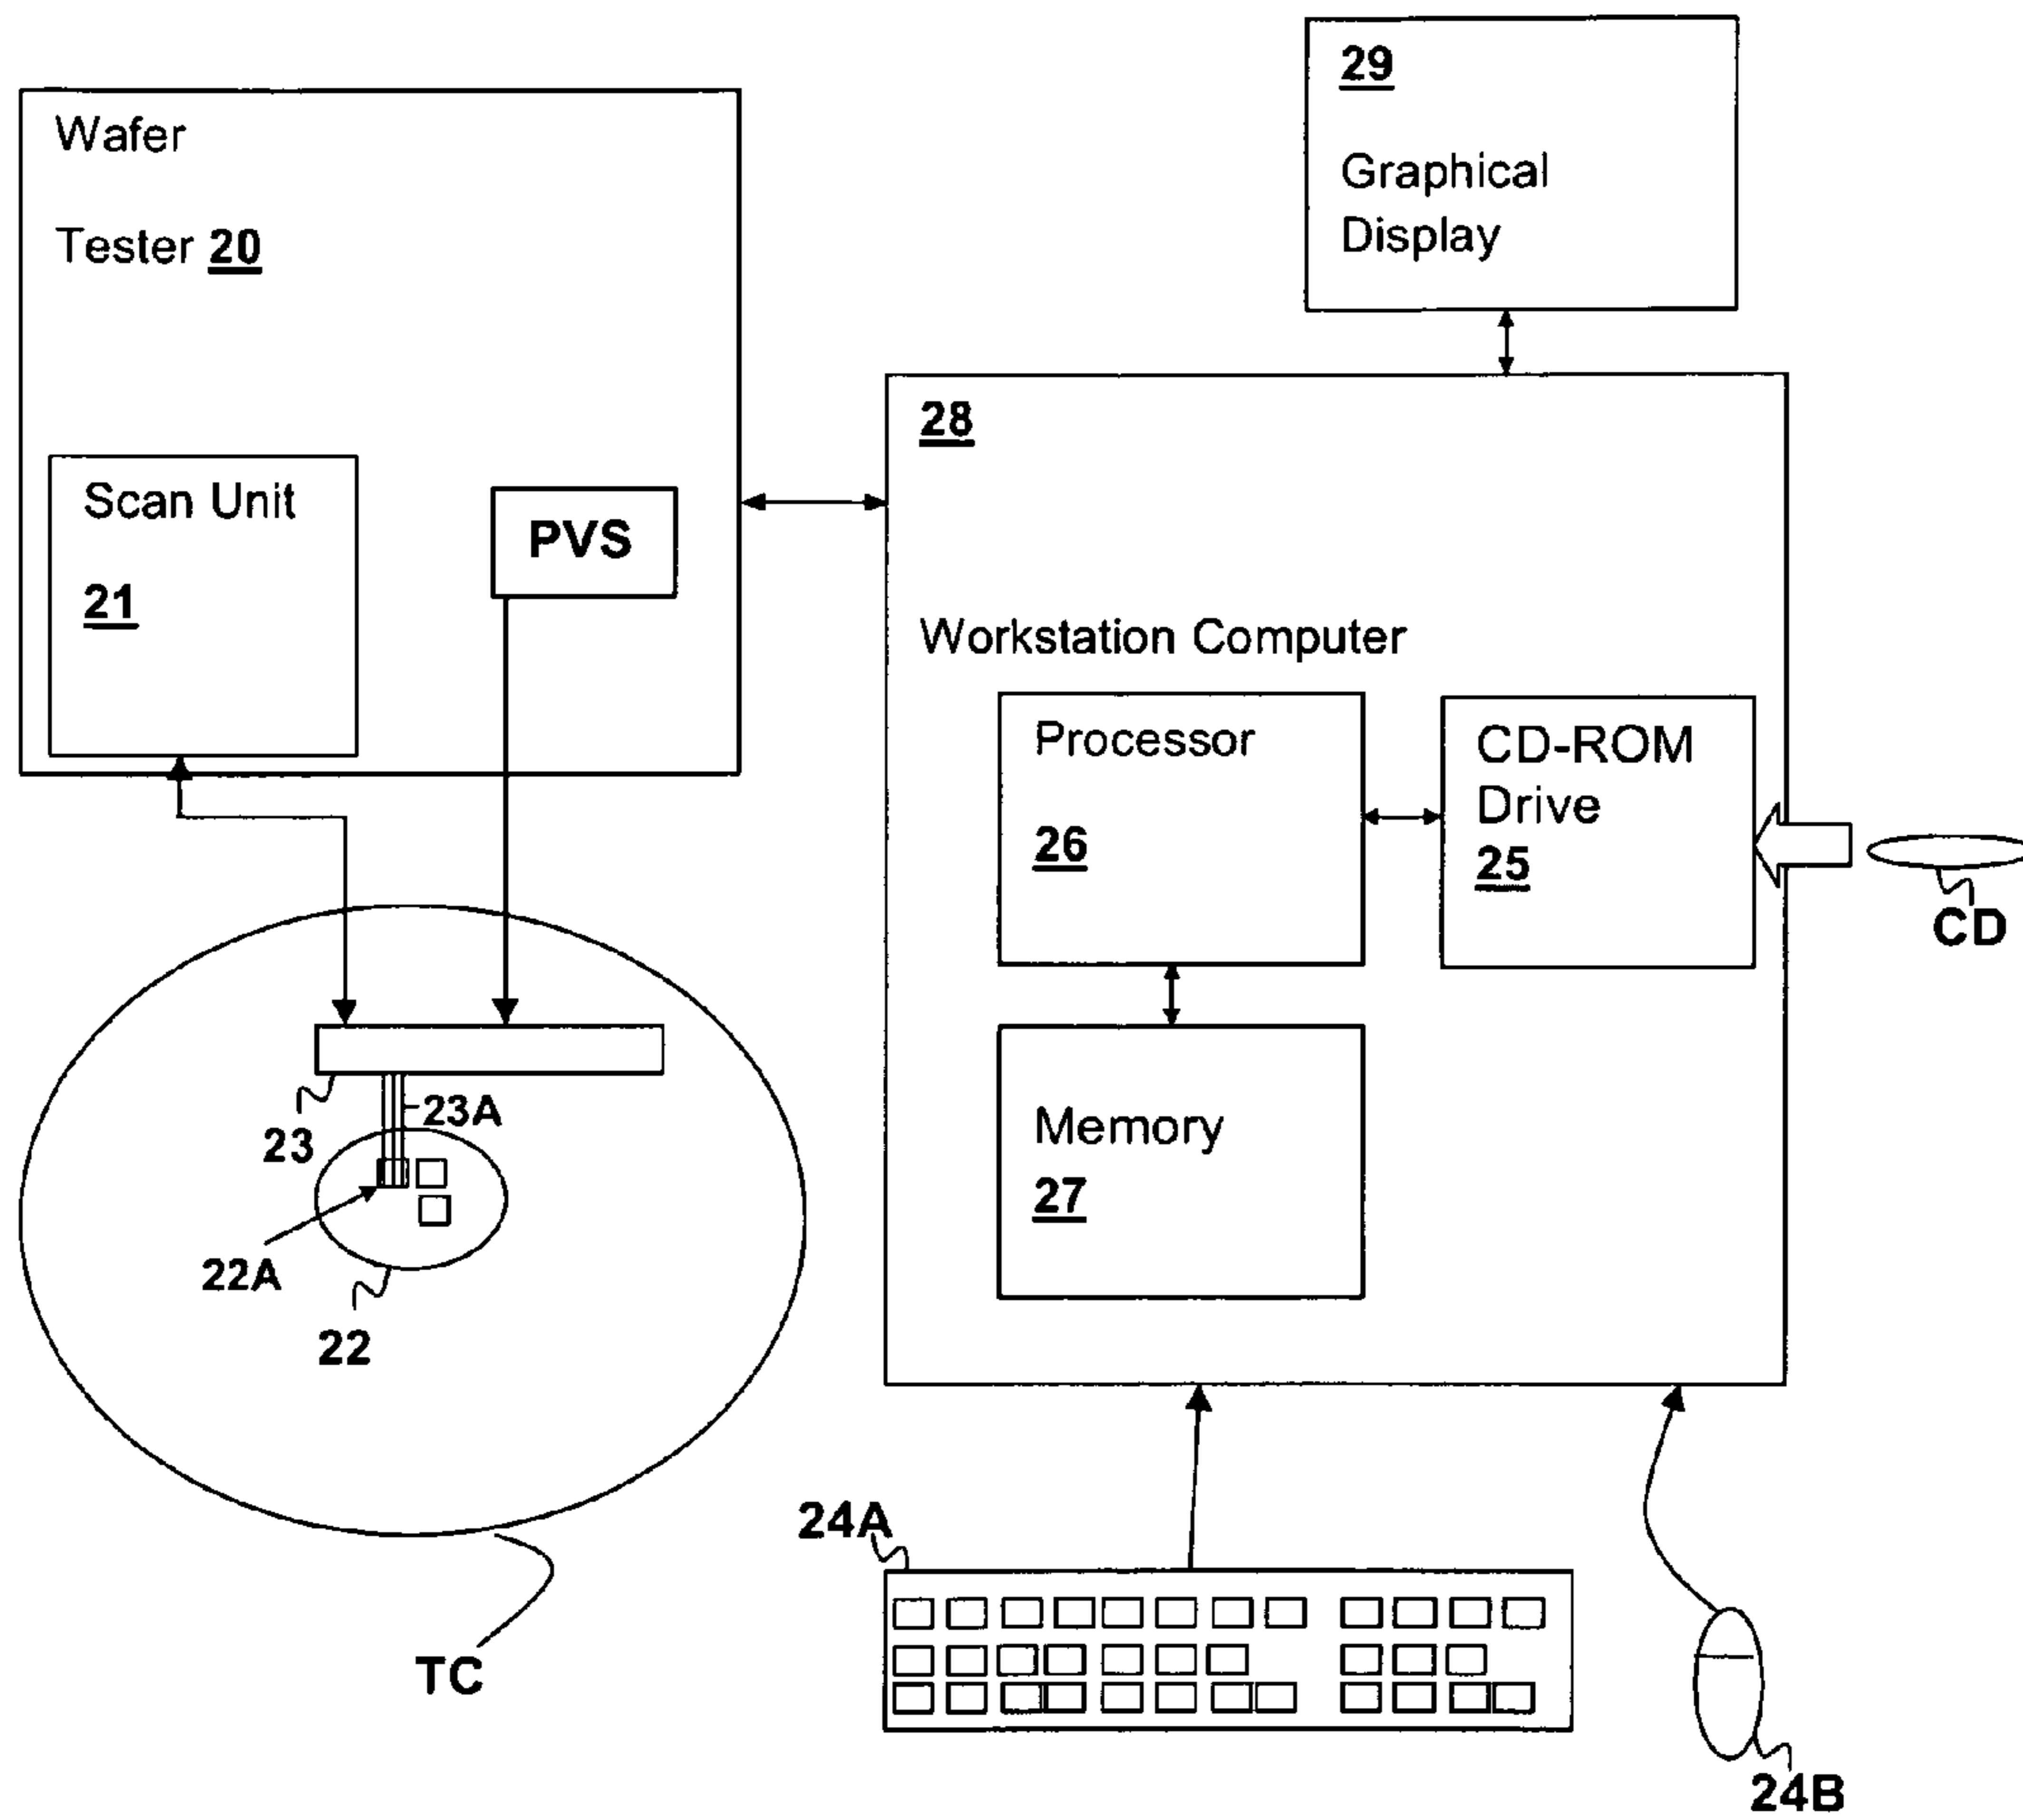 Wafer
Tester 20
Scan Unit
21
PVS
29
Graphical
Display
28
Workstation Computer
Processor
26
CD-ROM
Drive
25
CD
Memory
27
23A
23
22A
22
TC
24A
24B